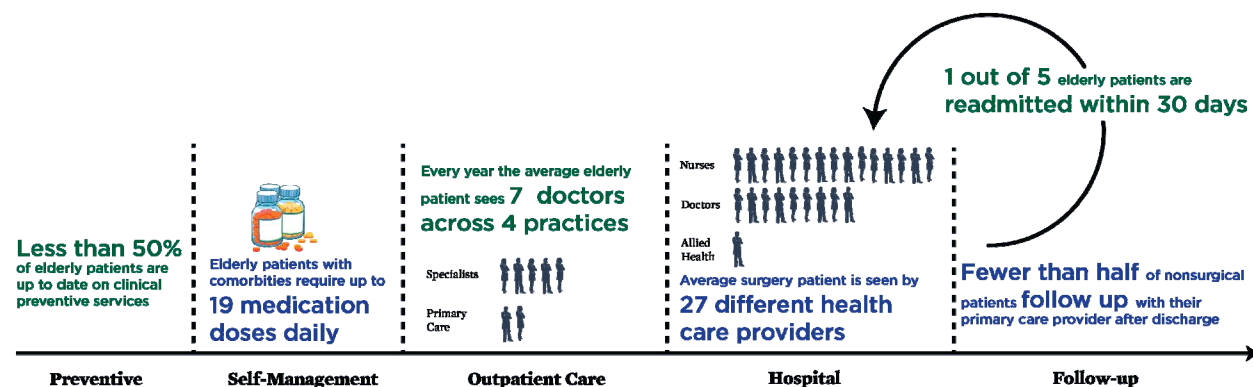 Less than 50%
of elderly patients are
up to date on clinical
preventive services
Elderly patients with
comorbities require up to
19 medication
doses daily
Every year the average elderly
patient sees 7 doctors
across 4 practices
Specialists
Primary
Care
Nurses
Doctors
Allied
Health
Average surgery patient is seen by
27 different health
care providers
1 out of 5 elderly patients are
readmitted within 30 days
Fewer than half of nonsurgical
patients follow up with their
primary care provider after discharge
Preventive
Self-Management
Outpatient Care
Hospital
Follow-up